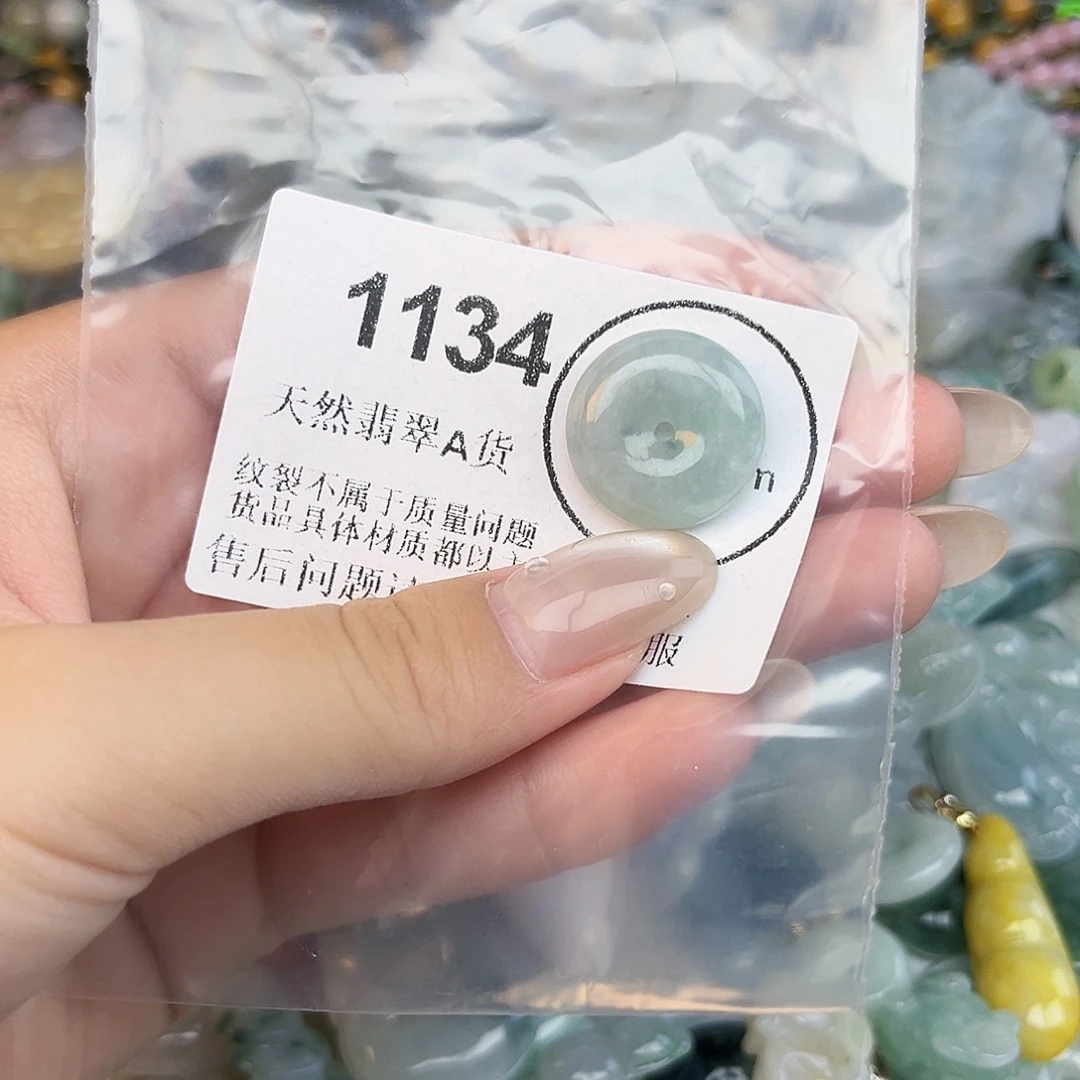 1134
天然翡翠A货
n
纹裂不属于质量问题
货品具体材质都以
售后问题
服